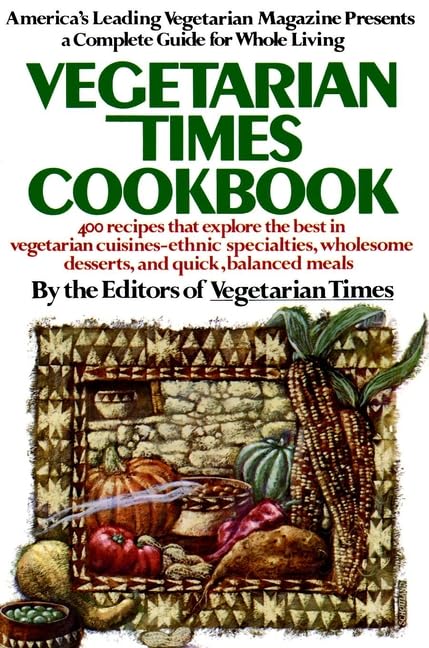 America's Leading Vegetarian Magazine Presents
a Complete Guide for Whole Living
VEGETARIAN
TIMES
COOKBOOK
400 recipes that explore the best in
vegetarian cuisines-ethnic specialties, wholesome
desserts, and quick, balanced meals
By the Editors of Vegetarian Times